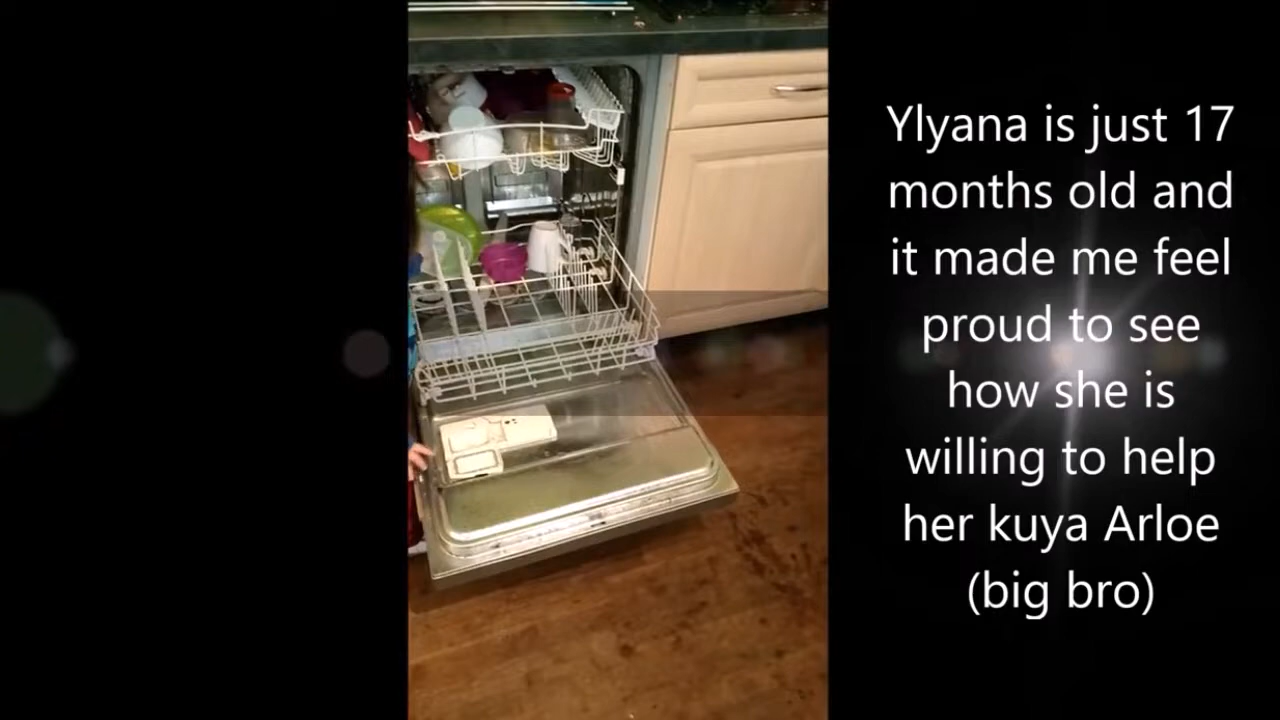 Ylyana is just 17
months old and
it made me feel
proud to see
how she is
willing to help
her kuya Arloe
(big bro)